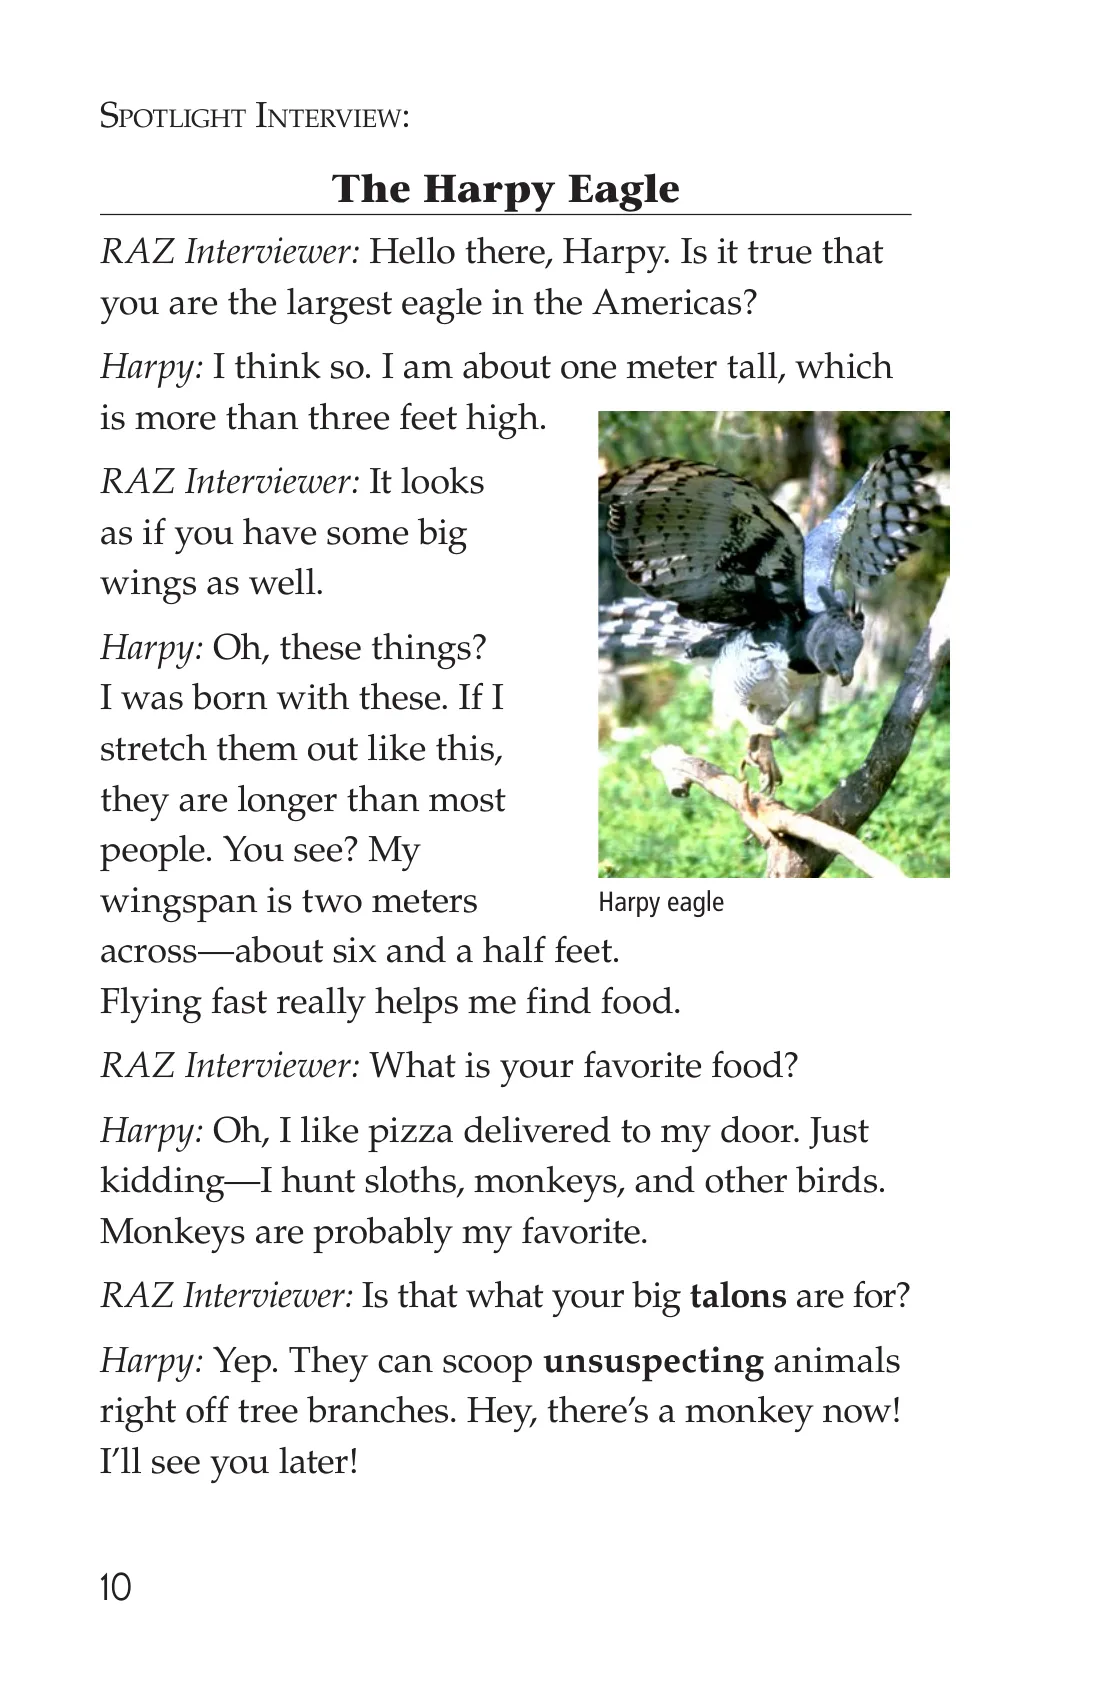 SPOTLIGHT INTERVIEW:
The Harpy Eagle
RAZ Interviewer: Hello there, Harpy. Is it true that
you are the largest eagle in the Americas?
Harpy: I think so. I am about one meter tall, which
is more than three feet high.
RAZ Interviewer: It looks
as if you have some big
wings as well.
Harpy: Oh, these things?
I was born with these. If I
stretch them out like this,
they are longer than most
people. You see? My
wingspan is two meters
across—about six and a half feet.
Flying fast really helps me find food.
Harpy eagle
RAZ Interviewer: What is your favorite food?
Harpy: Oh, I like pizza delivered to my door. Just
kidding—I hunt sloths, monkeys, and other birds.
Monkeys are probably my favorite.
RAZ Interviewer: Is that what your big talons are for?
Harpy: Yep. They can scoop unsuspecting animals
right off tree branches. Hey, there’s a monkey now!
I’ll see you later!
10